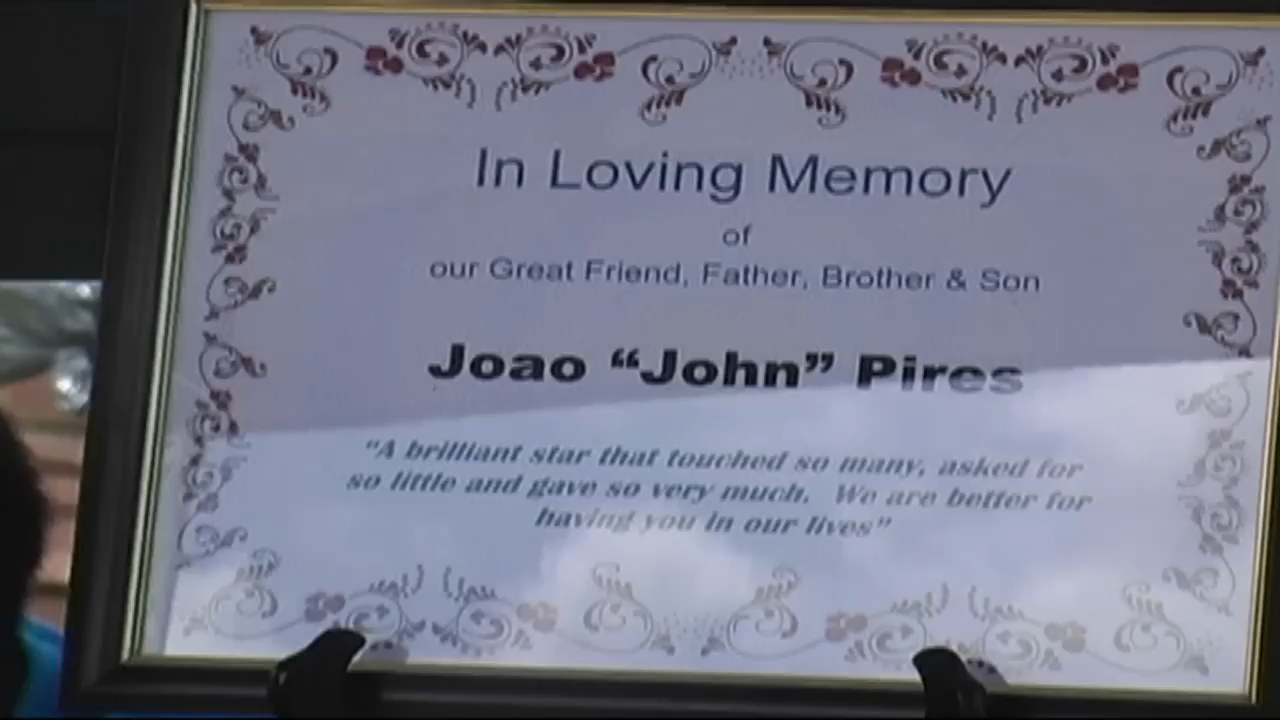 In Loving Memory
of
our Great Friend, Father, Brother & Son
Joao “John” Pires
“A brilliant star that touched so many, asked for
so little and gave so very much. We are better for
having you in our lives”